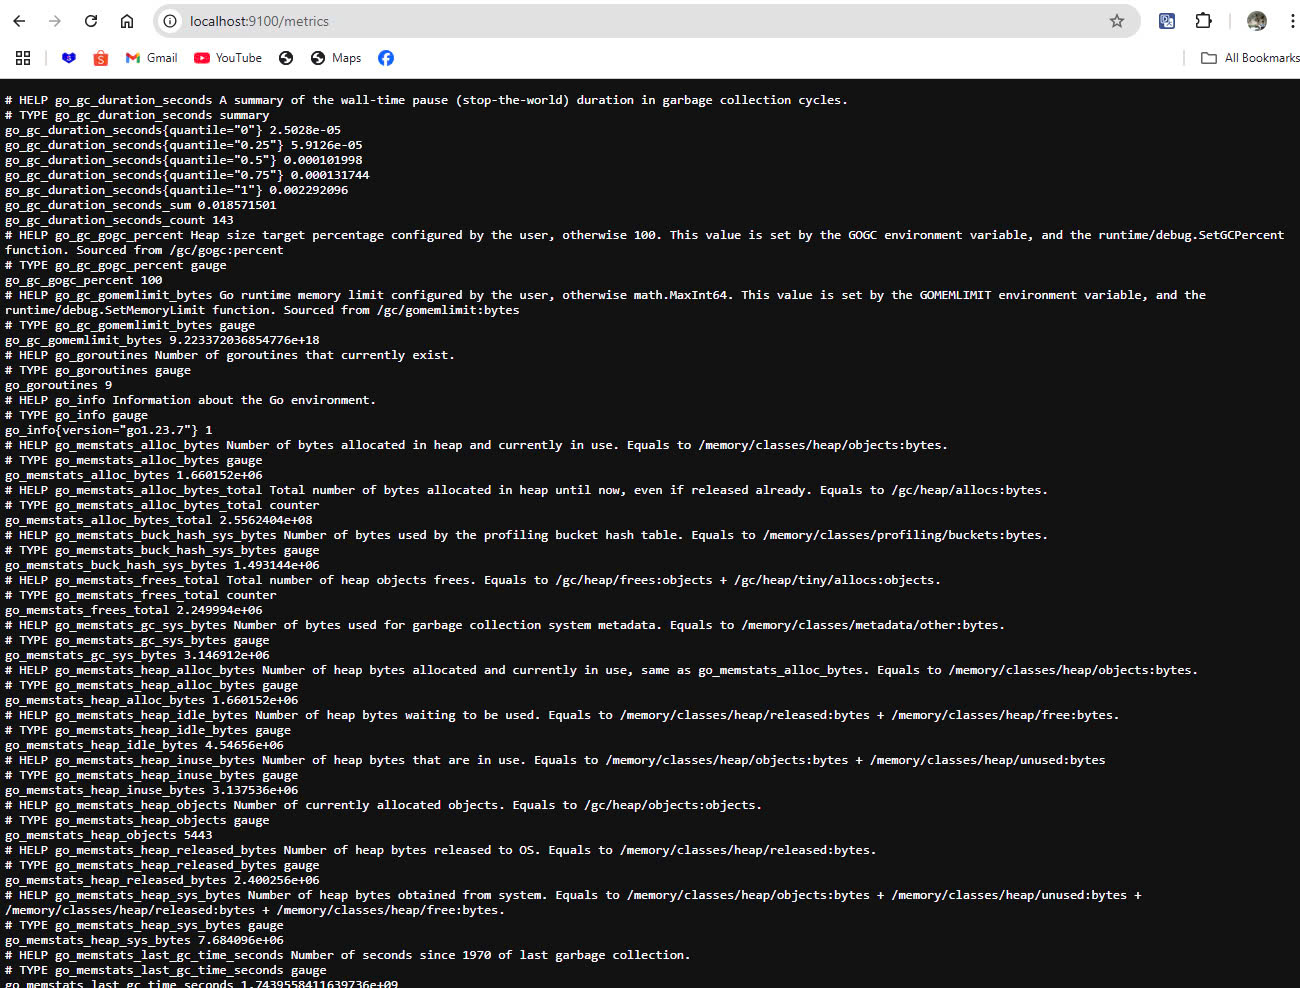 localhost:9100/metrics
Gmail
YouTube
Maps
All Bookmarks
# HELP go_gc_duration_seconds A summary of the wall-time pause (stop-the-world) duration in garbage collection cycles.
# TYPE go_gc_duration_seconds summary
go_gc_duration_seconds{quantile="0"} 2.5028e-05
go_gc_duration_seconds{quantile="0.25"} 5.9126e-05
go_gc_duration_seconds{quantile="0.5"} 0.000101998
go_gc_duration_seconds{quantile="0.75"} 0.000131744
go_gc_duration_seconds{quantile="1"} 0.002292096
go_gc_duration_seconds_sum 0.018571501
go_gc_duration_seconds_count 143
# HELP go_gc_gogc_percent Heap size target percentage configured by the user, otherwise 100. This value is set by the GOGC environment variable, and the runtime/debug.SetGCPercent
function. Sourced from /gc/gogc:percent
# TYPE go_gc_gogc_percent gauge
go_gc_gogc_percent 100
# HELP go_gc_gomemlimit_bytes Go runtime memory limit configured by the user, otherwise math.MaxInt64. This value is set by the GOMEMLIMIT environment variable, and the
runtime/debug.SetMemoryLimit function. Sourced from /gc/gomemlimit:bytes
# TYPE go_gc_gomemlimit_bytes gauge
go_gc_gomemlimit_bytes 9.223372036854776e+18
# HELP go_goroutines Number of goroutines that currently exist.
# TYPE go_goroutines gauge
go_goroutines 9
# HELP go_info Information about the Go environment.
# TYPE go_info gauge
go_info{version="go1.23.7"} 1
# HELP go_memstats_alloc_bytes Number of bytes allocated in heap and currently in use. Equals to /memory/classes/heap/objects:bytes.
# TYPE go_memstats_alloc_bytes gauge
go_memstats_alloc_bytes 1.660152e+06
# HELP go_memstats_alloc_bytes_total Total number of bytes allocated in heap until now, even if released already. Equals to /gc/heap/allocs:bytes.
# TYPE go_memstats_alloc_bytes_total counter
go_memstats_alloc_bytes_total 2.5562404e+08
# HELP go_memstats_buck_hash_sys_bytes Number of bytes used by the profiling bucket hash table. Equals to /memory/classes/profiling/buckets:bytes.
# TYPE go_memstats_buck_hash_sys_bytes gauge
go_memstats_buck_hash_sys_bytes 1.493144e+06
# HELP go_memstats_frees_total Total number of heap objects frees. Equals to /gc/heap/frees:objects + /gc/heap/tiny/allocs:objects.
# TYPE go_memstats_frees_total counter
go_memstats_frees_total 2.249994e+06
# HELP go_memstats_gc_sys_bytes Number of bytes used for garbage collection system metadata. Equals to /memory/classes/metadata/other:bytes.
# TYPE go_memstats_gc_sys_bytes gauge
go_memstats_gc_sys_bytes 3.146912e+06
# HELP go_memstats_heap_alloc_bytes Number of heap bytes allocated and currently in use, same as go_memstats_alloc_bytes. Equals to /memory/classes/heap/objects:bytes.
# TYPE go_memstats_heap_alloc_bytes gauge
go_memstats_heap_alloc_bytes 1.660152e+06
# HELP go_memstats_heap_idle_bytes Number of heap bytes waiting to be used. Equals to /memory/classes/heap/released:bytes + /memory/classes/heap/free:bytes.
# TYPE go_memstats_heap_idle_bytes gauge
go_memstats_heap_idle_bytes 4.54656e+06
# HELP go_memstats_heap_inuse_bytes Number of heap bytes that are in use. Equals to /memory/classes/heap/objects:bytes + /memory/classes/heap/unused:bytes
# TYPE go_memstats_heap_inuse_bytes gauge
go_memstats_heap_inuse_bytes 3.137536e+06
# HELP go_memstats_heap_objects Number of currently allocated objects. Equals to /gc/heap/objects:objects.
# TYPE go_memstats_heap_objects gauge
go_memstats_heap_objects 5443
# HELP go_memstats_heap_released_bytes Number of heap bytes released to OS. Equals to /memory/classes/heap/released:bytes.
# TYPE go_memstats_heap_released_bytes gauge
go_memstats_heap_released_bytes 2.400256e+06
# HELP go_memstats_heap_sys_bytes Number of heap bytes obtained from system. Equals to /memory/classes/heap/objects:bytes + /memory/classes/heap/unused:bytes +
/memory/classes/heap/released:bytes + /memory/classes/heap/free:bytes.
# TYPE go_memstats_heap_sys_bytes gauge
go_memstats_heap_sys_bytes 7.684096e+06
# HELP go_memstats_last_gc_time_seconds Number of seconds since 1970 of last garbage collection.
# TYPE go_memstats_last_gc_time_seconds gauge
go_memstats_last_gc_time_seconds 1.7439558411639736e+09